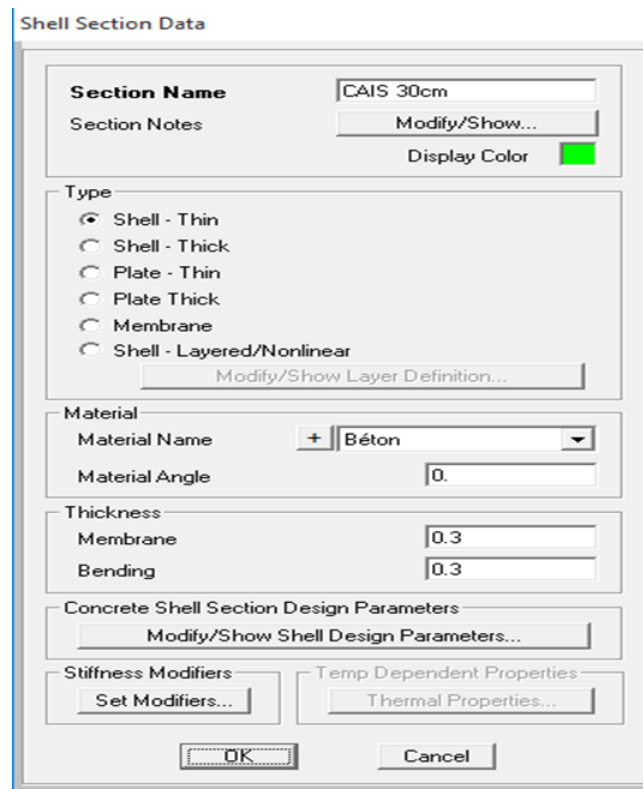 Shell Section Data
Section Name CAIS 30cm
Section Notes Modify/Show...
Display Color
Type
Shell - Thin
Shell - Thick
Plate - Thin
Plate Thick
Membrane
Shell - Layered/Nonlinear
Modify/Show Layer Definition...
Material
Material Name + Béton
Material Angle 0.
Thickness
Membrane 0.3
Bending 0.3
Concrete Shell Section Design Parameters
Modify/Show Shell Design Parameters...
Stiffness Modifiers Temp Dependent Properties
Set Modifiers... Thermal Properties...
OK Cancel